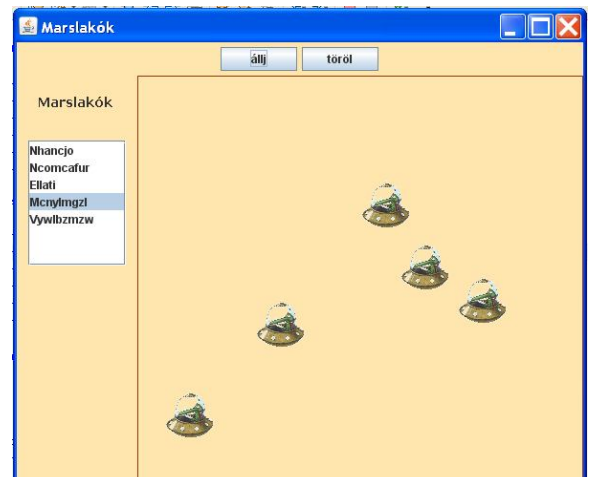 Marslakók
állj töröl
Marslakók
Nhancjo
Ncomcafur
Ellati
Mcnylmgzl
Vywlbzmzw